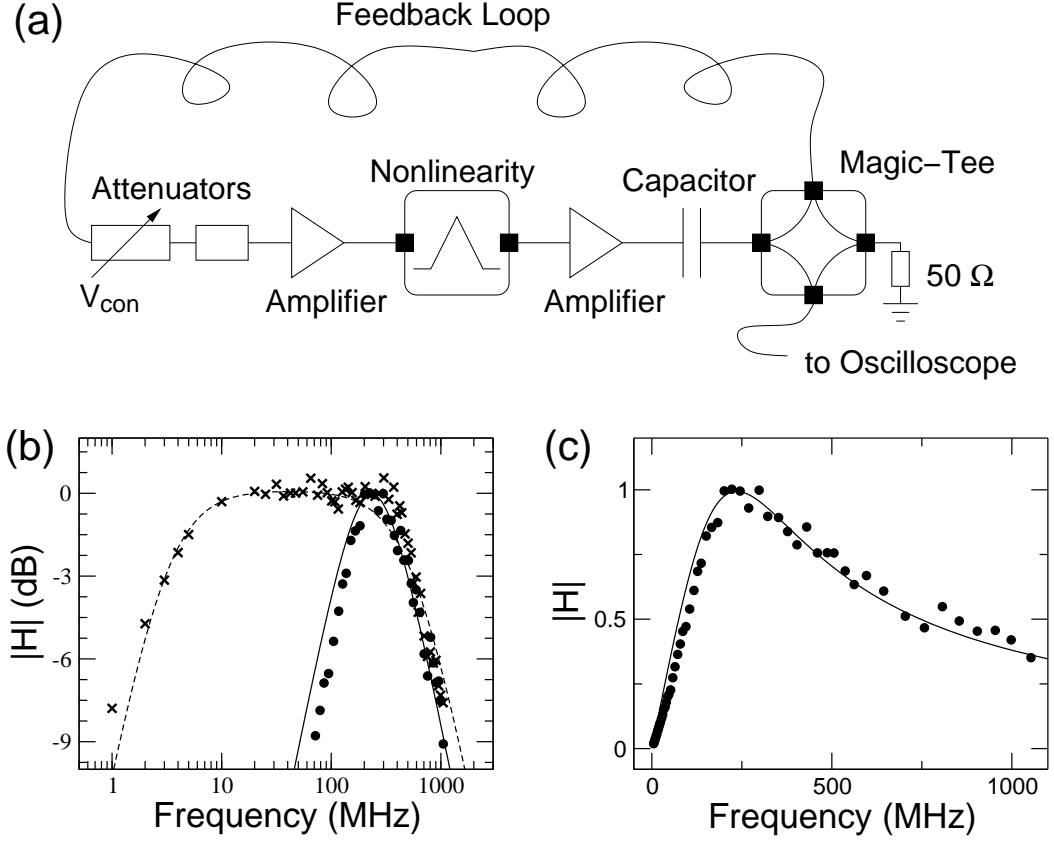 (a)
Feedback Loop
Attenuators
Nonlinearity
Capacitor
Magic−Tee
V_con
Amplifier
Amplifier
50 Ω
to Oscilloscope
(b)
|H| (dB)
0
-3
-6
-9
1
10
100
1000
Frequency (MHz)
(c)
|H|
1
0.5
0
0
500
1000
Frequency (MHz)